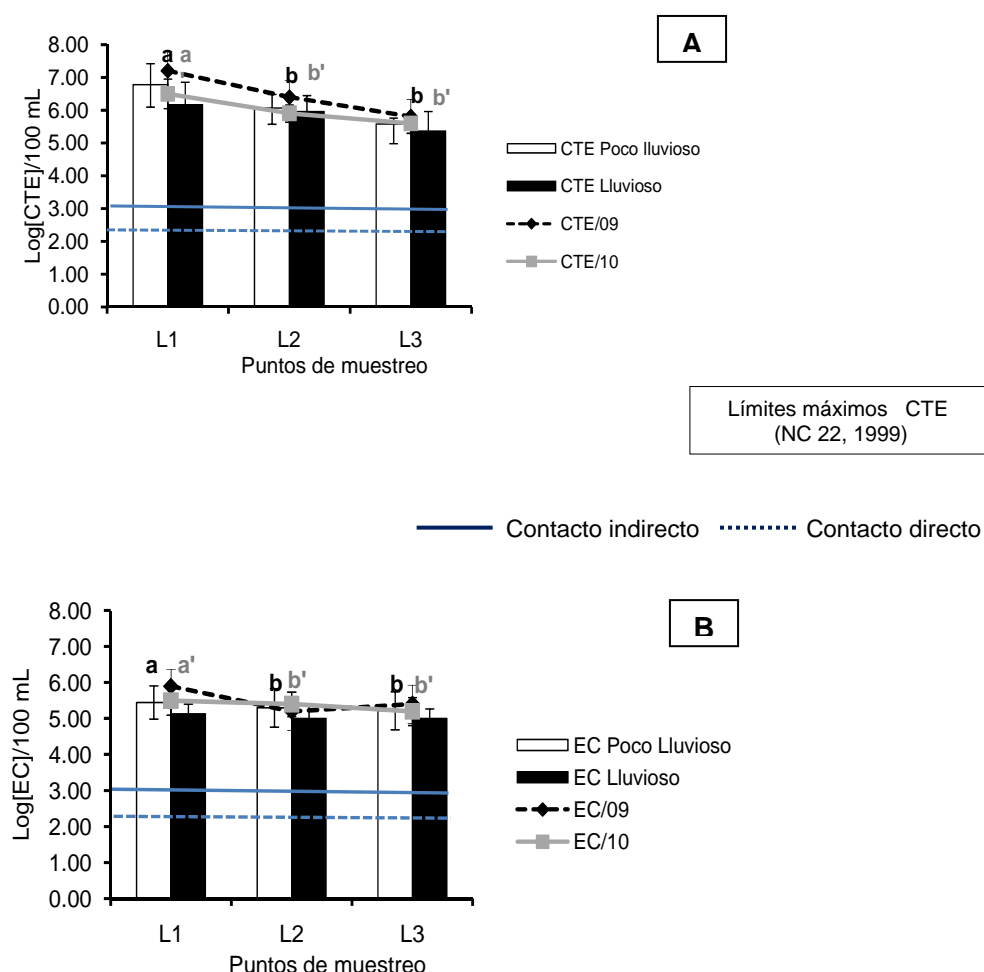 A
8.00
7.00
6.00
5.00
4.00
3.00
2.00
1.00
0.00
Log[CTE]/100 mL
a a
b b'
b b'
L1 L2 L3
Puntos de muestreo
CTE Poco lluvioso
CTE Lluvioso
CTE/09
CTE/10
Límites máximos CTE
(NC 22, 1999)
Contacto indirecto Contacto directo
B
8.00
7.00
6.00
5.00
4.00
3.00
2.00
1.00
0.00
Log[EC]/100 mL
a a'
b b'
b b'
L1 L2 L3
Puntos de muestreo
EC Poco Lluvioso
EC Lluvioso
EC/09
EC/10